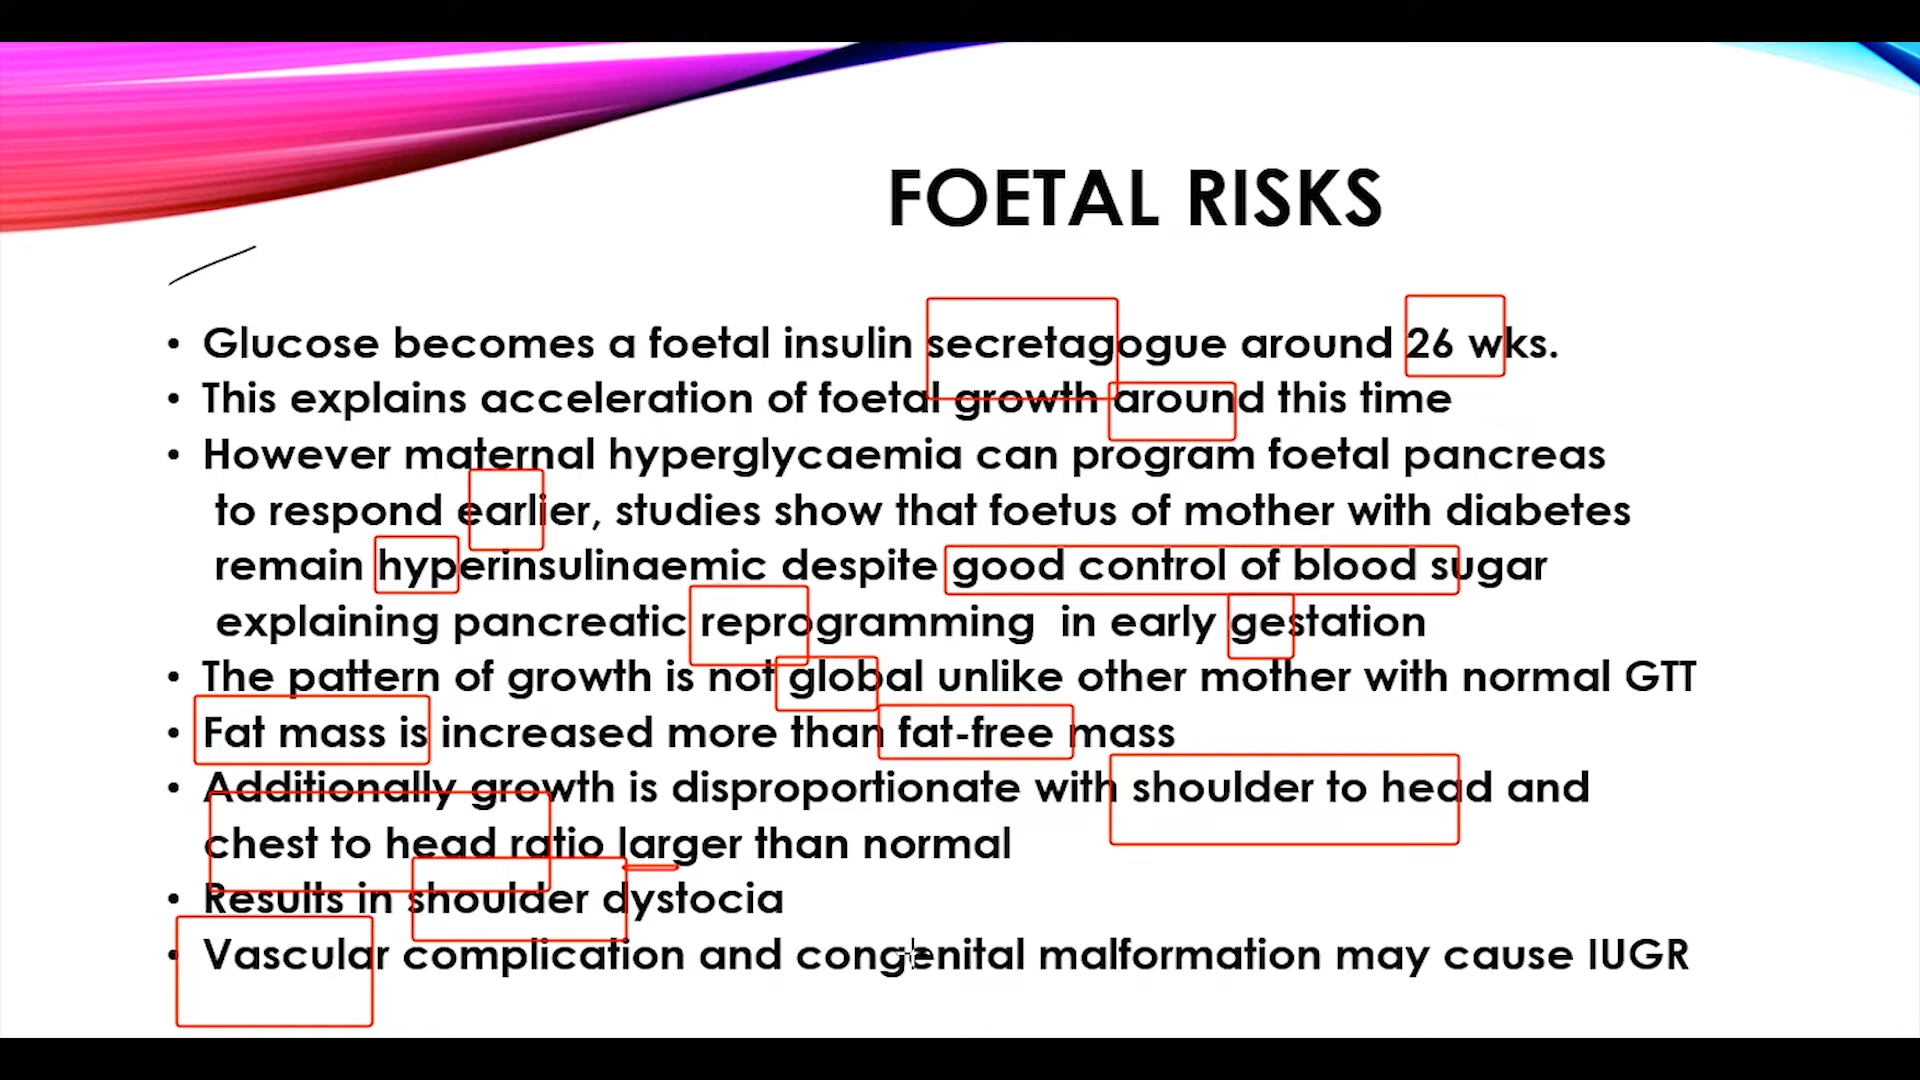 FOETAL RISKS
• Glucose becomes a foetal insulin secretagogue around 26 wks.
• This explains acceleration of foetal growth around this time
• However maternal hyperglycaemia can program foetal pancreas
to respond earlier, studies show that foetus of mother with diabetes
remain hyperinsulinaemic despite good control of blood sugar
explaining pancreatic reprogramming in early gestation
• The pattern of growth is not global unlike other mother with normal GTT
• Fat mass is increased more than fat-free mass
• Additionally growth is disproportionate with shoulder to head and
chest to head ratio larger than normal
• Results in shoulder dystocia
• Vascular complication and congenital malformation may cause IUGR